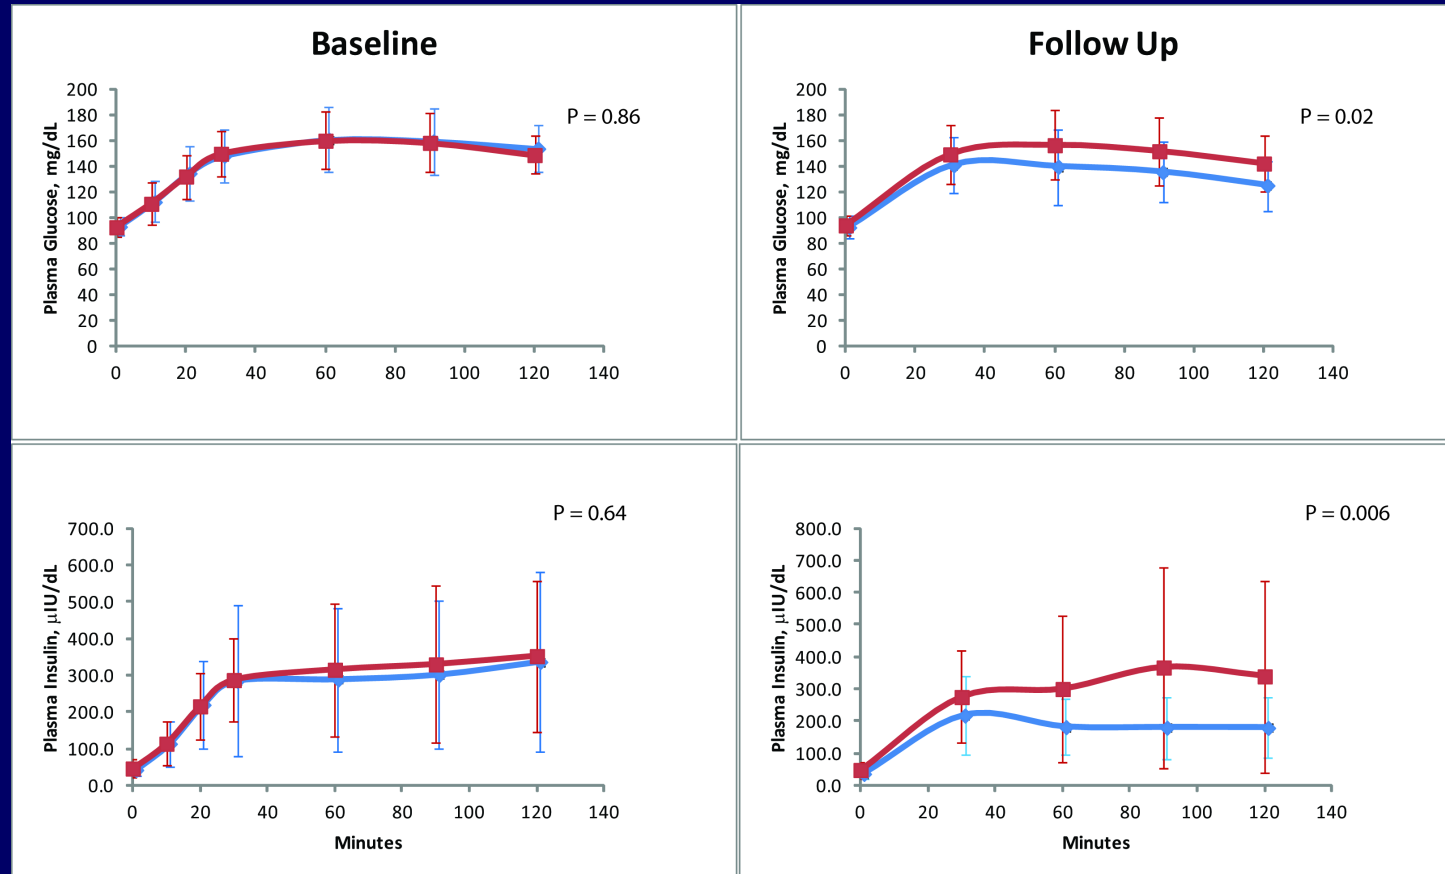 Baseline
P = 0.86
Plasma Glucose, mg/dL
200
180
160
140
120
100
80
60
40
20
0
0 20 40 60 80 100 120 140
Follow Up
P = 0.02
Plasma Glucose, mg/dL
200
180
160
140
120
100
80
60
40
20
0
0 20 40 60 80 100 120 140
P = 0.64
Plasma Insulin, μIU/dL
700.0
600.0
500.0
400.0
300.0
200.0
100.0
0.0
0 20 40 60 80 100 120 140
Minutes
P = 0.006
Plasma Insulin, μIU/dL
800.0
700.0
600.0
500.0
400.0
300.0
200.0
100.0
0.0
0 20 40 60 80 100 120 140
Minutes